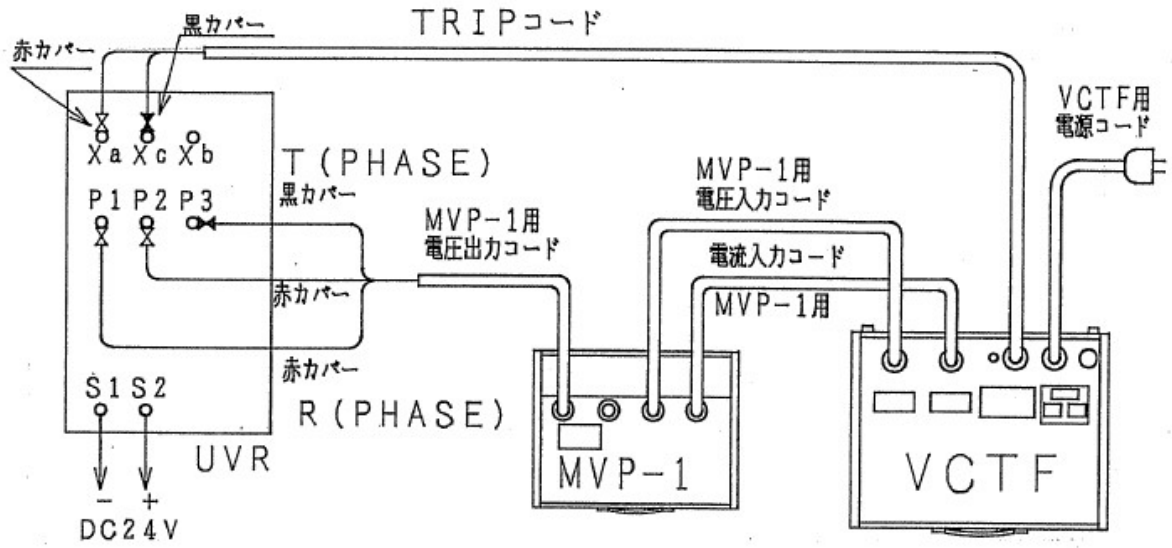 TRIPコード
黒カバー
赤カバー
VCTF用
電源コード
Xa Xc Xb
T(PHASE)
黒カバー
P1 P2 P3
MVP-1用
電圧出力コード
MVP-1用
電圧入力コード
電流入力コード
MVP-1用
赤カバー
赤カバー
S1 S2
R(PHASE)
UVR
MVP-1
VCTF
- +
DC24V